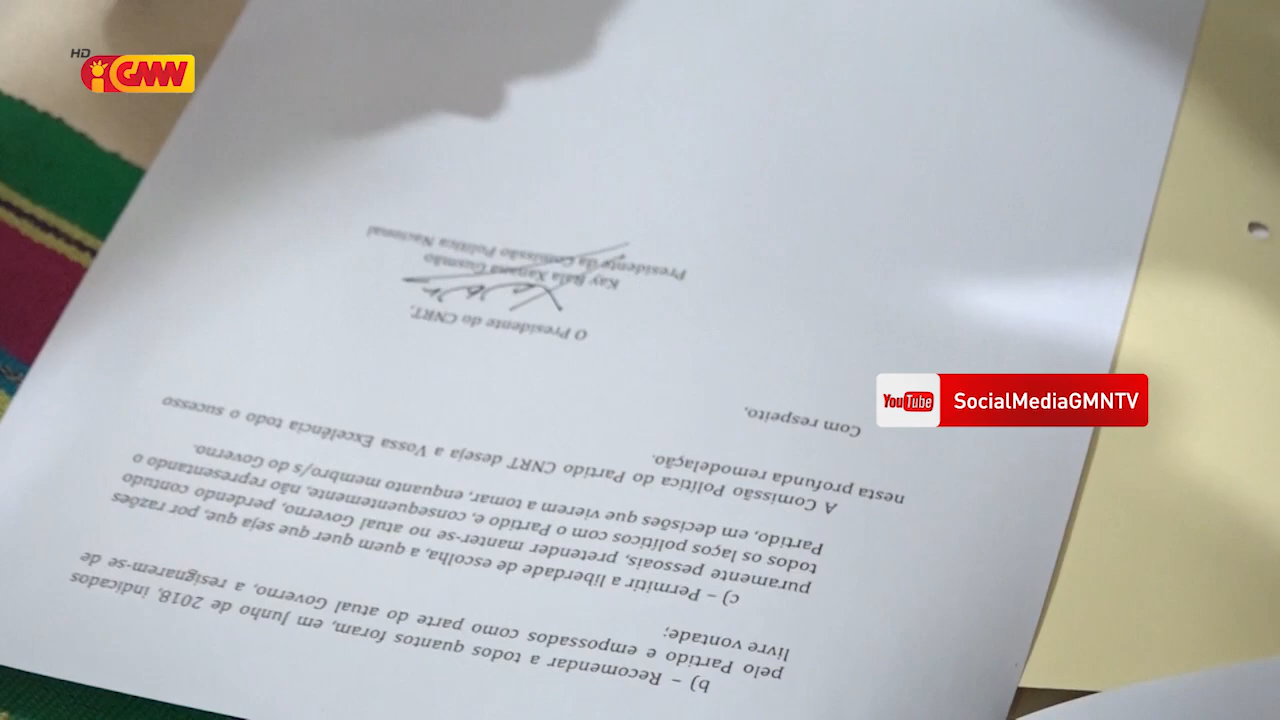 HD
GMN
b) – Recomendar a todos quantos foram, em Junho de 2018, indicados
pelo Partido e empossados como parte do atual Governo, a resignarem-se de
livre vontade;
c) – Permitir a liberdade de escolha, a quem quer que seja que, por razões
puramente pessoais, pretender manter-se no atual Governo, perdendo contudo
todos os laços políticos com o Partido e, consequentemente, não representando o
Partido, em decisões que vierem a tomar, enquanto membro/s do Governo.
A Comissão Política do Partido CNRT deseja a Vossa Excelência todo o sucesso
nesta profunda remodelação.
Com respeito,
O Presidente do CNRT,
Kay Rala Xanana Gusmão
Presidente da Comissão Política Nacional
YouTube
SocialMediaGMNTV